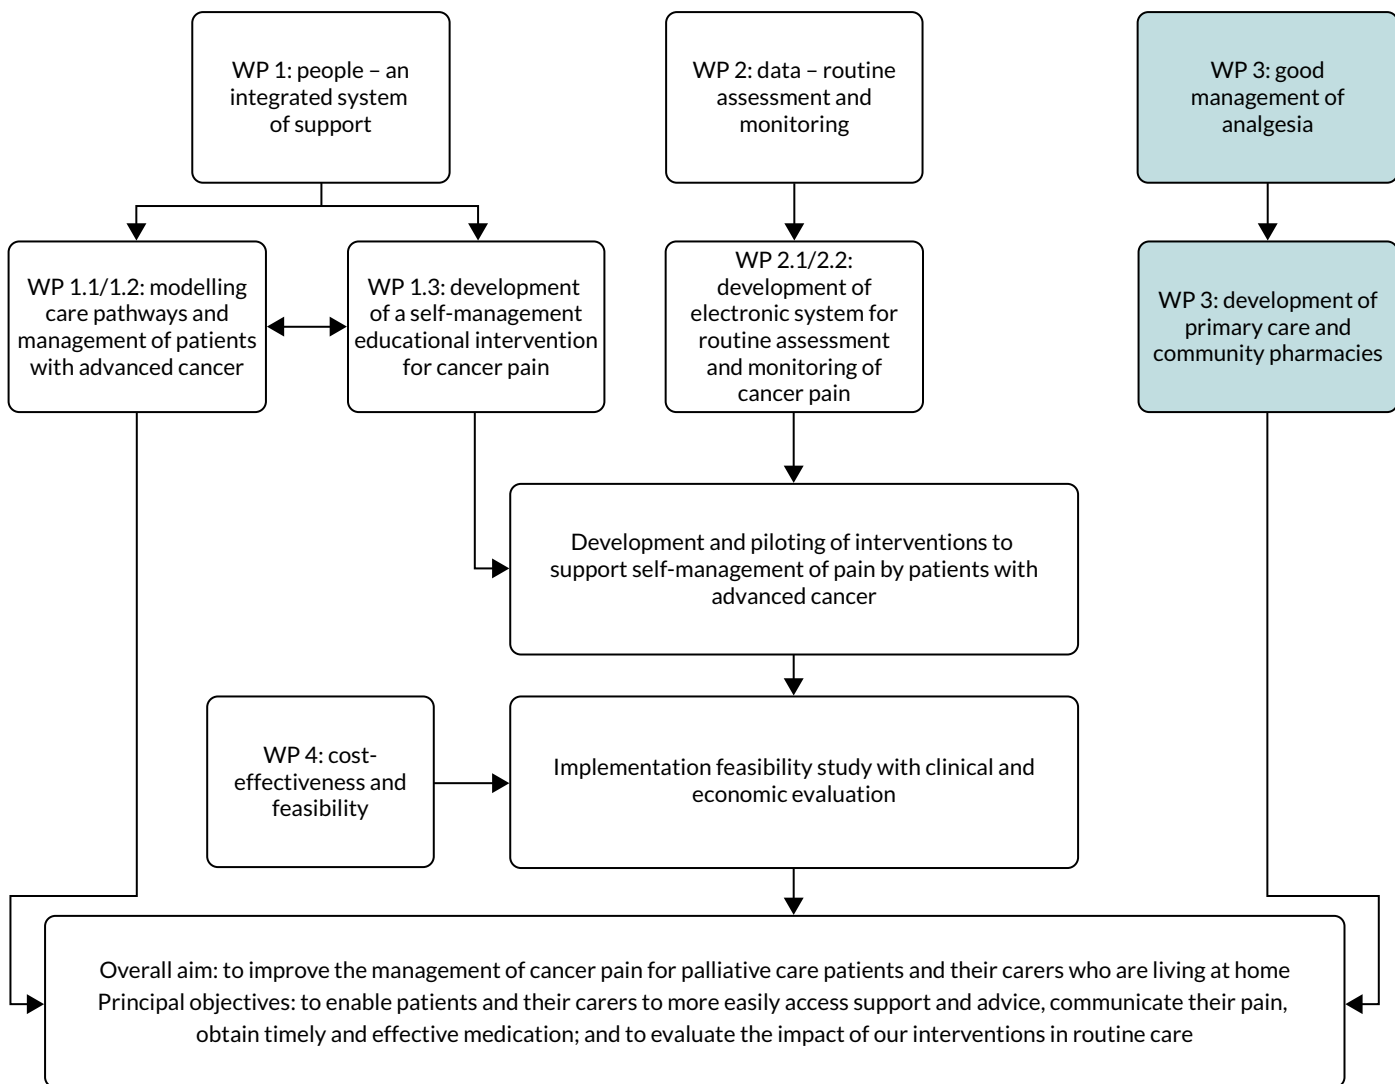 WP 1: people – an
integrated system
of support
WP 2: data – routine
assessment and
monitoring
WP 3: good
management of
analgesia
WP 1.1/1.2: modelling
care pathways and
management of patients
with advanced cancer
WP 1.3: development
of a self-management
educational intervention
for cancer pain
WP 2.1/2.2:
development of
electronic system for
routine assessment
and monitoring of
cancer pain
WP 3: development of
primary care and
community pharmacies
Development and piloting of interventions to
support self-management of pain by patients with
advanced cancer
WP 4: cost-
effectiveness and
feasibility
Implementation feasibility study with clinical and
economic evaluation
Overall aim: to improve the management of cancer pain for palliative care patients and their carers who are living at home
Principal objectives: to enable patients and their carers to more easily access support and advice, communicate their pain,
obtain timely and effective medication; and to evaluate the impact of our interventions in routine care